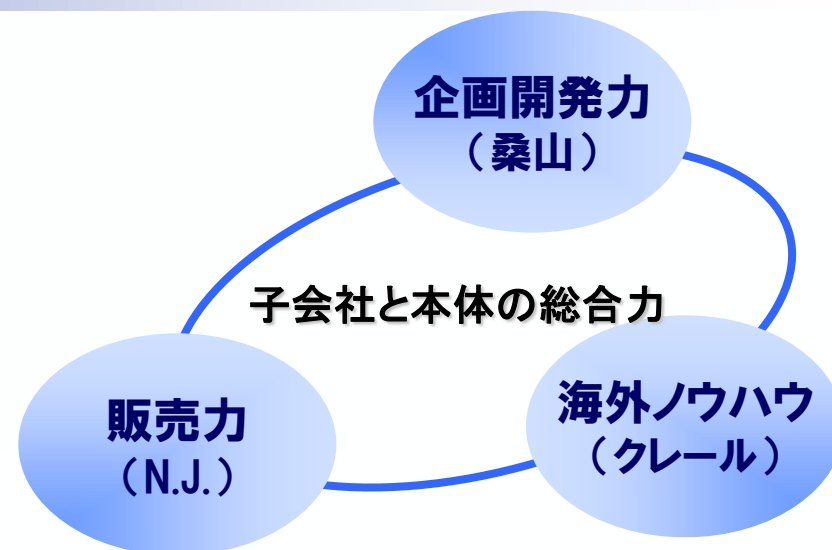 企画開発力
（桑山）
子会社と本体の総合力
販売力
（N.J.）
海外ノウハウ
（クレール）